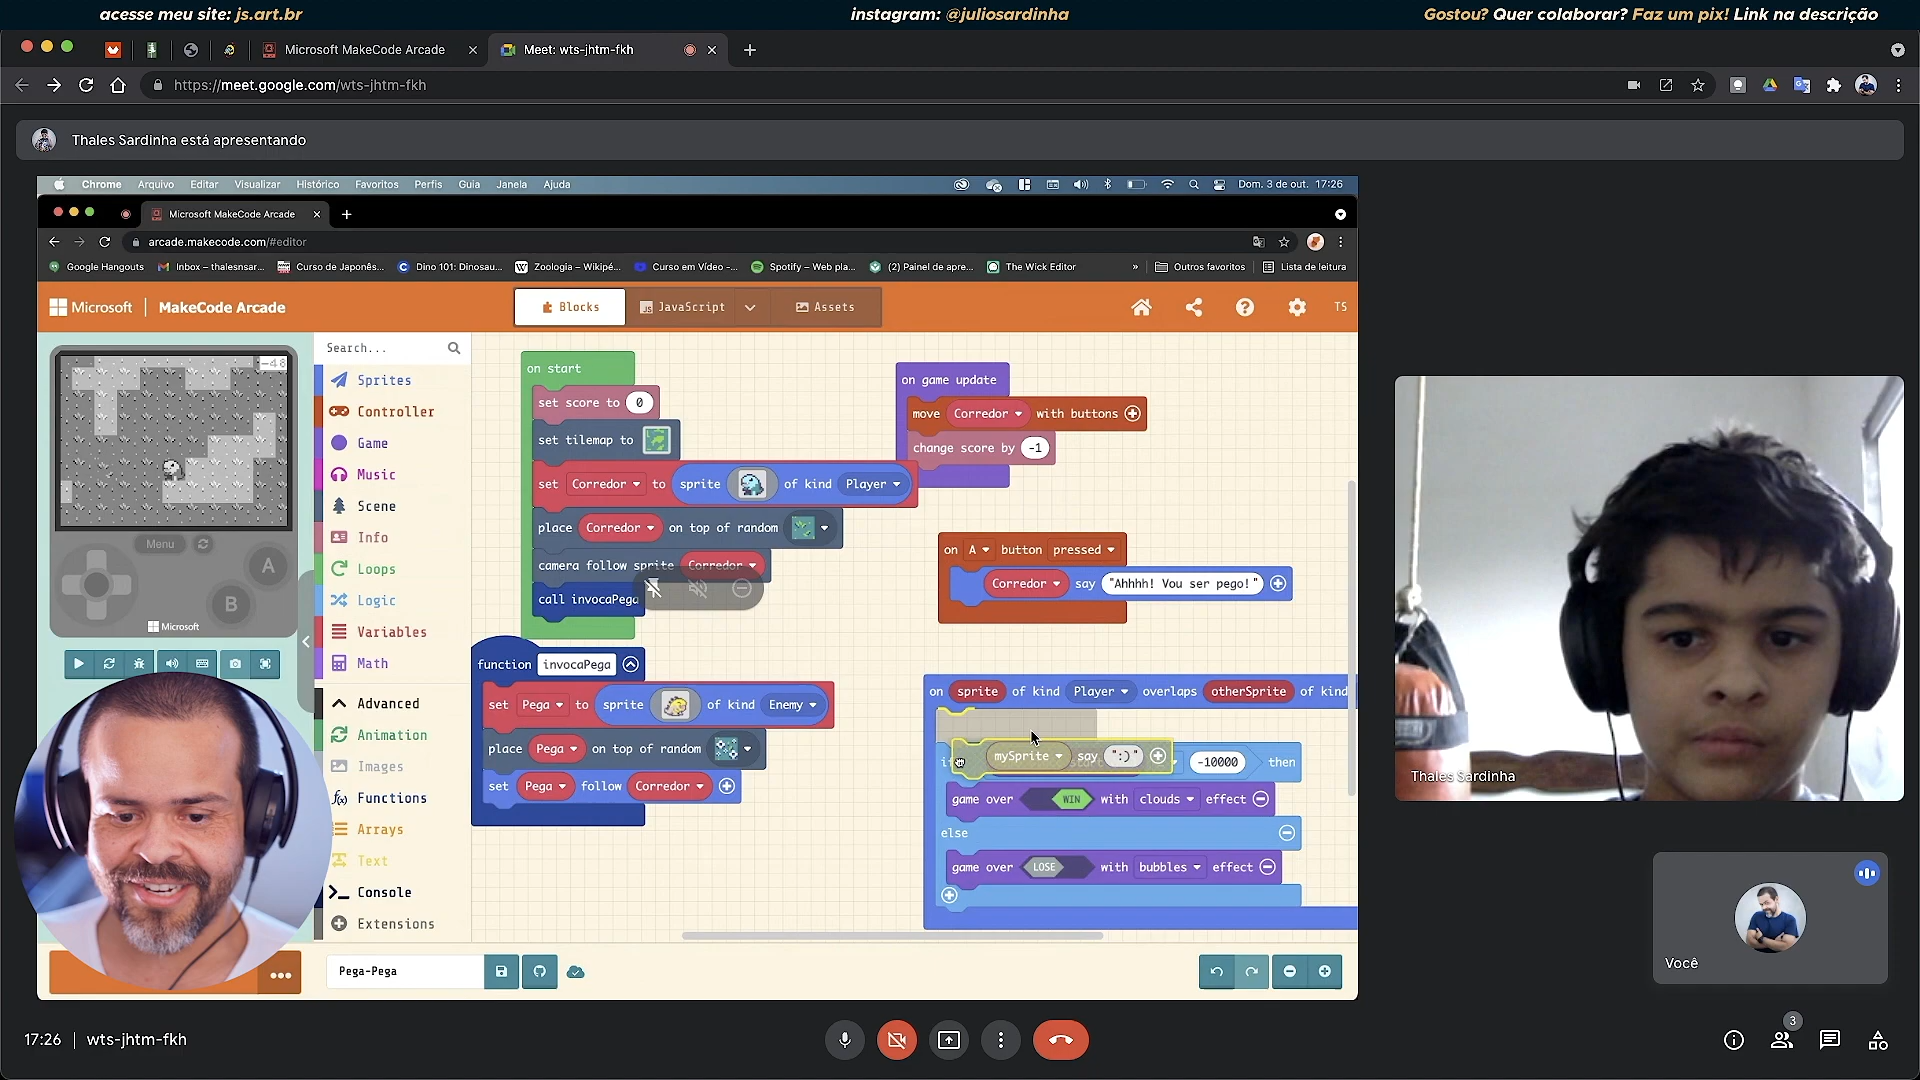 acesse meu site: js.art.br
instagram: @juliosardinha
Gostou? Quer colaborar? Faz um pix! Link na descrição
Microsoft MakeCode Arcade
Meet: wts-jhtm-fkh
https://meet.google.com/wts-jhtm-fkh
Thales Sardinha está apresentando
Chrome Arquivo Editar Visualizar Histórico Favoritos Perfis Guia Janela Ajuda
Dom. 3 de out. 17:26
Microsoft MakeCode Arcade
arcade.makecode.com/#editor
Google Hangouts
Inbox – thalesnsar...
Curso de Japonês...
Dino 101: Dinosau...
Zoologia – Wikipé...
Curso em Vídeo –...
Spotify – Web pla...
(2) Painel de apre...
The Wick Editor
» Outros favoritos
Lista de leitura
Microsoft | MakeCode Arcade
Blocks
JavaScript
Assets
TS
-48
Menu
A
B
Microsoft
Search...
Sprites
Controller
Game
Music
Scene
Info
Loops
Logic
Variables
Math
Advanced
Animation
Images
Functions
Arrays
Text
Console
Extensions
on start
set score to 0
set tilemap to
set Corredor to sprite of kind Player
place Corredor on top of random
camera follow sprite Corredor
call invocaPega
function invocaPega
set Pega to sprite of kind Enemy
place Pega on top of random
set Pega follow Corredor
on game update
move Corredor with buttons
change score by -1
on A button pressed
Corredor say "Ahhhh! Vou ser pego!"
on sprite of kind Player overlaps otherSprite of kind
mySprite say ":)"
-10000 then
game over WIN with clouds effect
else
game over LOSE with bubbles effect
Pega-Pega
Thales Sardinha
Você
17:26 | wts-jhtm-fkh
3